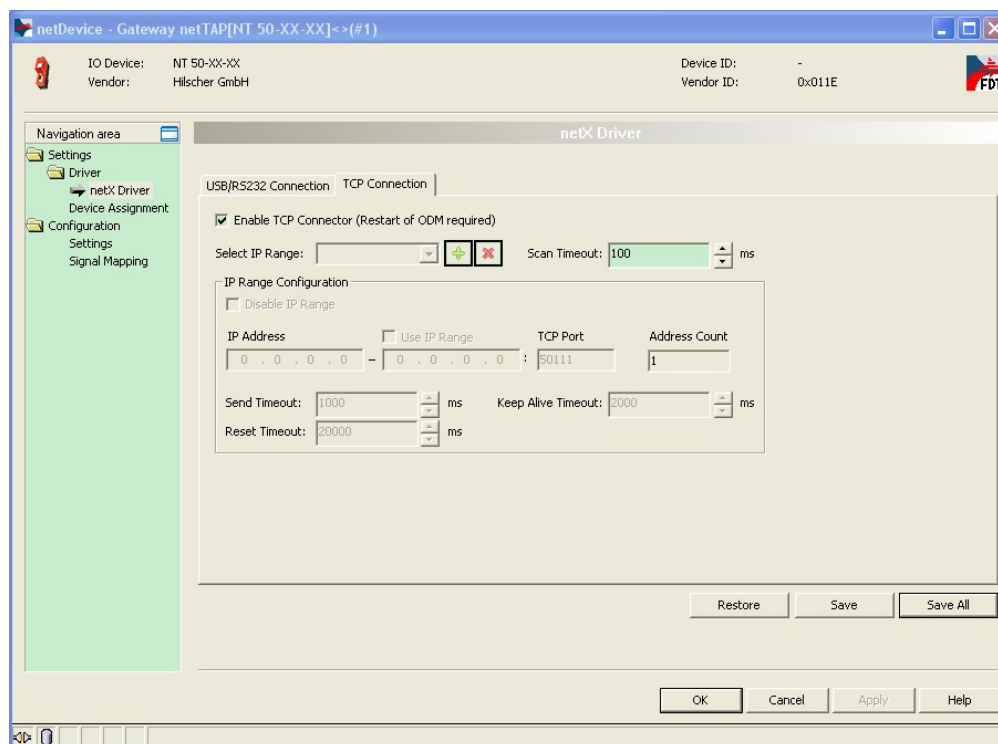 netDevice - Gateway netTAP[NT 50-XX-XX]<>(#1)
IO Device: NT 50-XX-XX Device ID: -
Vendor: Hilscher GmbH Vendor ID: 0x011E
FDT
Navigation area
netX Driver
Settings
Driver
netX Driver
Device Assignment
Configuration
Settings
Signal Mapping
USB/RS232 Connection TCP Connection
Enable TCP Connector (Restart of ODM required)
Select IP Range: Scan Timeout: 100 ms
IP Range Configuration
Disable IP Range
IP Address Use IP Range TCP Port Address Count
0 . 0 . 0 . 0 - 0 . 0 . 0 . 0 : 50111 1
Send Timeout: 1000 ms Keep Alive Timeout: 2000 ms
Reset Timeout: 20000 ms
Restore Save Save All
OK Cancel Apply Help